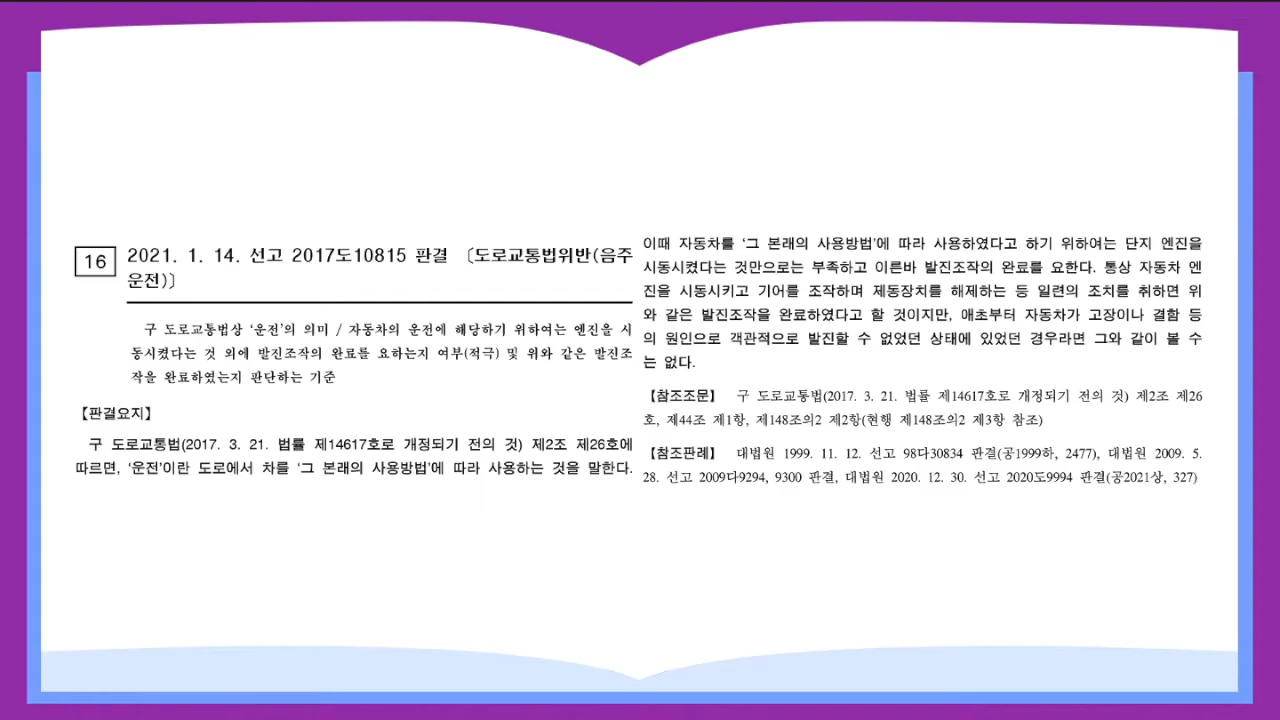 16
2021. 1. 14. 선고 2017도10815 판결 〔도로교통법위반(음주
운전)〕
구 도로교통법상 ‘운전’의 의미 / 자동차의 운전에 해당하기 위하여는 엔진을 시
동시켰다는 것 외에 발진조작의 완료를 요하는지 여부(적극) 및 위와 같은 발진조
작을 완료하였는지 판단하는 기준
【판결요지】
구 도로교통법(2017. 3. 21. 법률 제14617호로 개정되기 전의 것) 제2조 제26호에
따르면, ‘운전’이란 도로에서 차를 ‘그 본래의 사용방법’에 따라 사용하는 것을 말한다.
이때 자동차를 ‘그 본래의 사용방법’에 따라 사용하였다고 하기 위하여는 단지 엔진을
시동시켰다는 것만으로는 부족하고 이른바 발진조작의 완료를 요한다. 통상 자동차 엔
진을 시동시키고 기어를 조작하며 제동장치를 해제하는 등 일련의 조치를 취하면 위
와 같은 발진조작을 완료하였다고 할 것이지만, 애초부터 자동차가 고장이나 결함 등
의 원인으로 객관적으로 발진할 수 없었던 상태에 있었던 경우라면 그와 같이 볼 수
는 없다.
【참조조문】 구 도로교통법(2017. 3. 21. 법률 제14617호로 개정되기 전의 것) 제2조 제26
호, 제44조 제1항, 제148조의2 제2항(현행 제148조의2 제3항 참조)
【참조판례】 대법원 1999. 11. 12. 선고 98다30834 판결(공1999하, 2477), 대법원 2009. 5.
28. 선고 2009다9294, 9300 판결, 대법원 2020. 12. 30. 선고 2020도9994 판결(공2021상, 327)